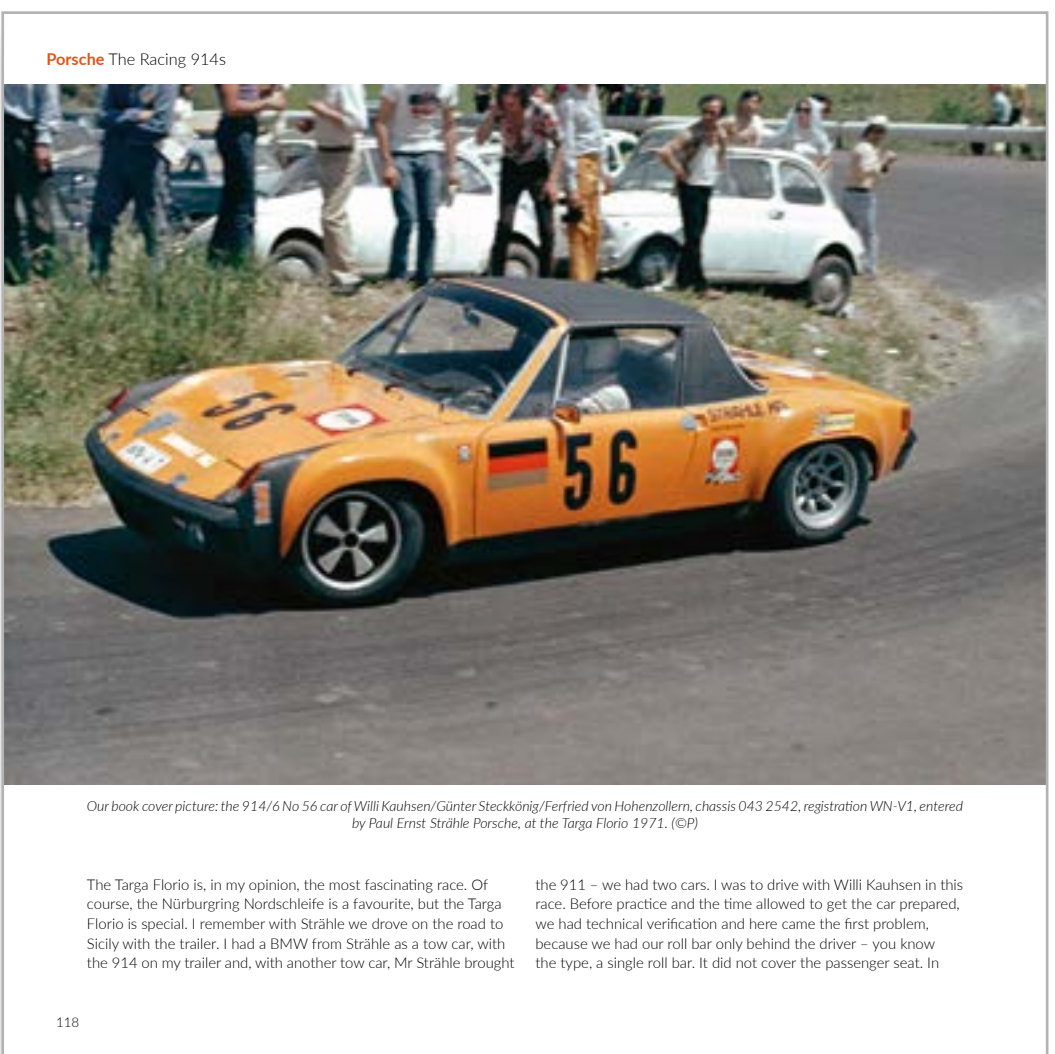 Porsche The Racing 914s
56
56
STRÄHLE
Our book cover picture: the 914/6 No 56 car of Willi Kauhsen/Günter Steckkönig/Ferfried von Hohenzollern, chassis 043 2542, registration WN-V1, entered
by Paul Ernst Strähle Porsche, at the Targa Florio 1971. (©P)
The Targa Florio is, in my opinion, the most fascinating race. Of
course, the Nürburgring Nordschleife is a favourite, but the Targa
Florio is special. I remember with Strähle we drove on the road to
Sicily with the trailer. I had a BMW from Strähle as a tow car, with
the 914 on my trailer and, with another tow car, Mr Strähle brought
the 911 – we had two cars. I was to drive with Willi Kauhsen in this
race. Before practice and the time allowed to get the car prepared,
we had technical verification and here came the first problem,
because we had our roll bar only behind the driver – you know
the type, a single roll bar. It did not cover the passenger seat. In
118